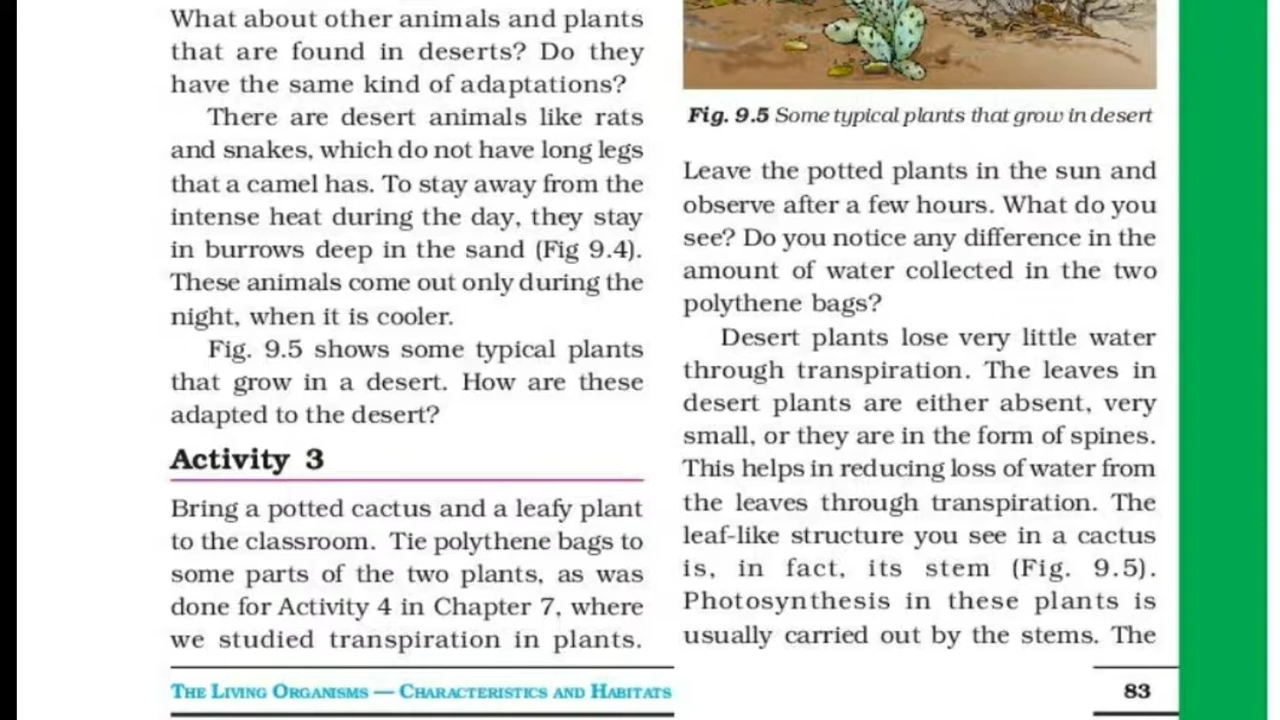 What about other animals and plants
that are found in deserts? Do they
have the same kind of adaptations?
There are desert animals like rats
and snakes, which do not have long legs
that a camel has. To stay away from the
intense heat during the day, they stay
in burrows deep in the sand (Fig 9.4).
These animals come out only during the
night, when it is cooler.
Fig. 9.5 shows some typical plants
that grow in a desert. How are these
adapted to the desert?
Activity 3
Bring a potted cactus and a leafy plant
to the classroom. Tie polythene bags to
some parts of the two plants, as was
done for Activity 4 in Chapter 7, where
we studied transpiration in plants.
Fig. 9.5 Some typical plants that grow in desert
Leave the potted plants in the sun and
observe after a few hours. What do you
see? Do you notice any difference in the
amount of water collected in the two
polythene bags?
Desert plants lose very little water
through transpiration. The leaves in
desert plants are either absent, very
small, or they are in the form of spines.
This helps in reducing loss of water from
the leaves through transpiration. The
leaf-like structure you see in a cactus
is, in fact, its stem (Fig. 9.5).
Photosynthesis in these plants is
usually carried out by the stems. The
THE LIVING ORGANISMS — CHARACTERISTICS AND HABITATS
83